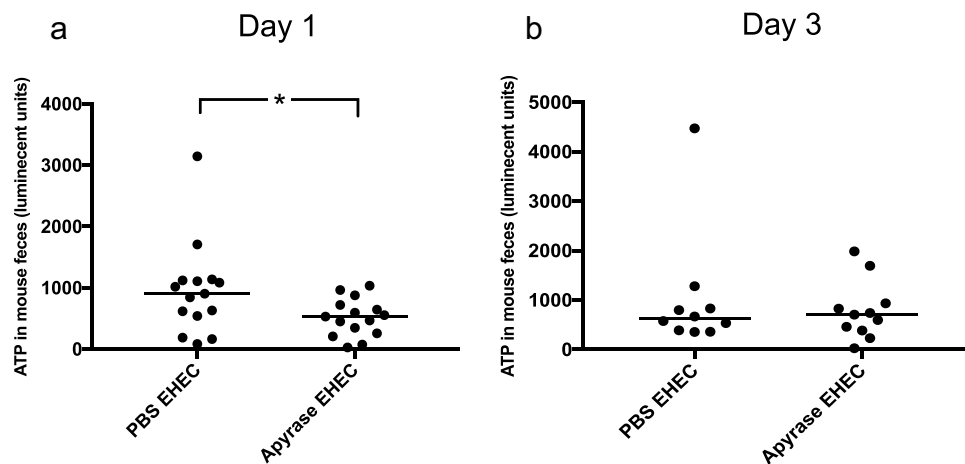 a
Day 1
ATP in mouse feces (luminecent units)
4000
3000
2000
1000
0
*
PBS EHEC
Apyrase EHEC
b
Day 3
ATP in mouse feces (luminecent units)
5000
4000
3000
2000
1000
0
PBS EHEC
Apyrase EHEC